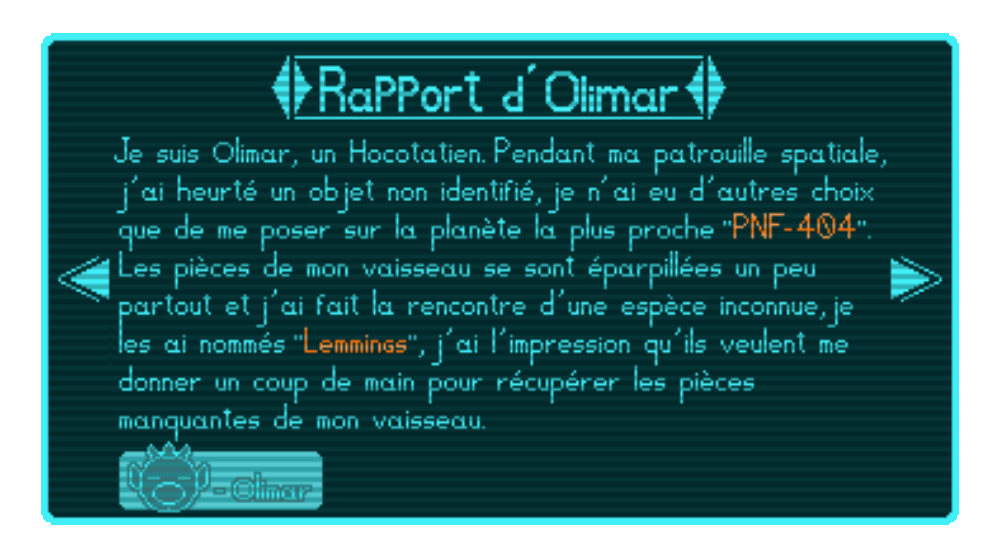 Rapport d'Olimar
Je suis Olimar, un Hocotatien. Pendant ma patrouille spatiale,
j'ai heurté un objet non identifié, je n'ai eu d'autres choix
que de me poser sur la planète la plus proche "PNF-404".
Les pièces de mon vaisseau se sont éparpillées un peu
partout et j'ai fait la rencontre d'une espèce inconnue, je
les ai nommés "Lemmings", j'ai l'impression qu'ils veulent me
donner un coup de main pour récupérer les pièces
manquantes de mon vaisseau.
- Olimar